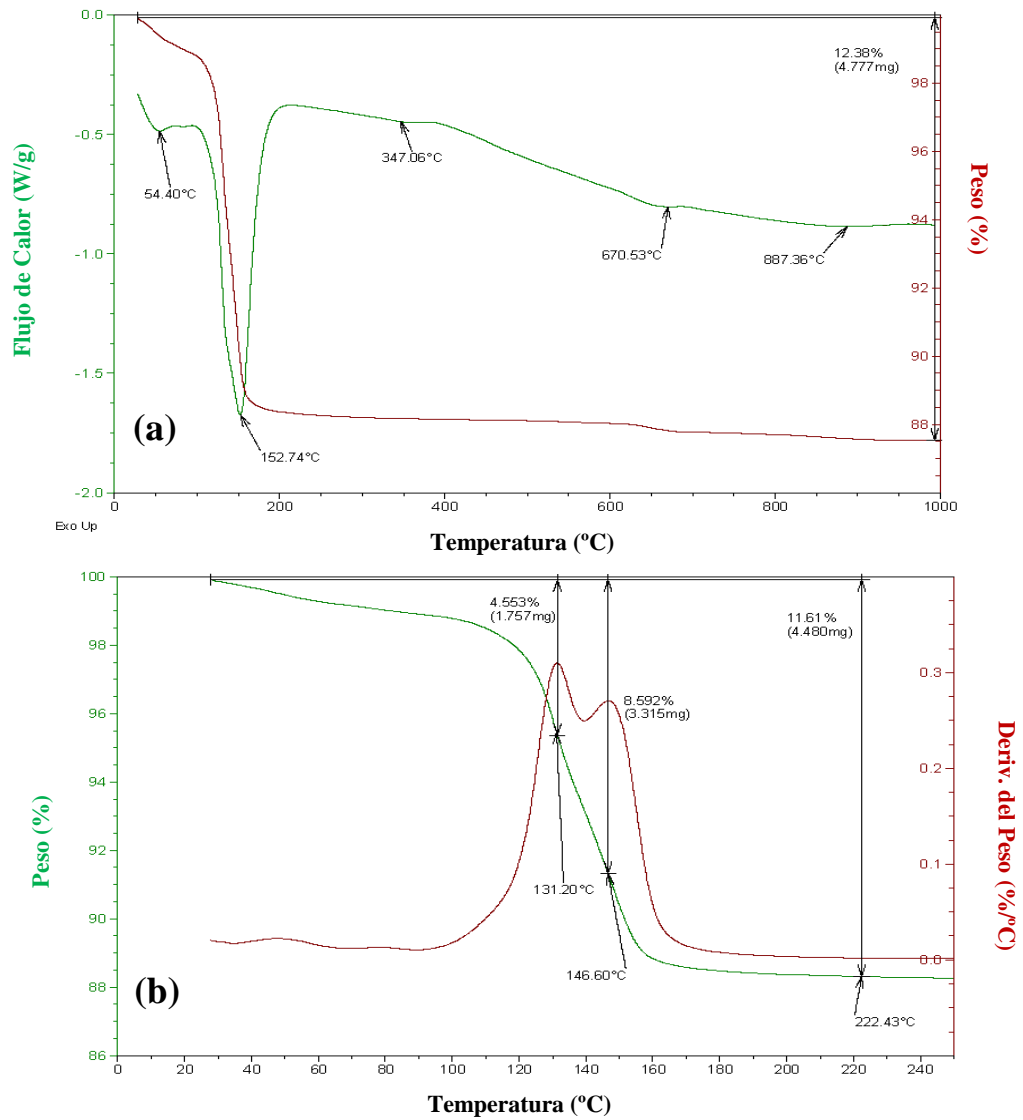 0.0
-0.5
-1.0
-1.5
-2.0
Flujo de Calor (W/g)
12.38%
(4.777mg)
54.40°C
347.06°C
670.53°C
887.36°C
152.74°C
(a)
98
96
94
92
90
88
Peso (%)
0
200
400
600
800
1000
Exo Up
Temperatura (ºC)
100
98
96
94
92
90
88
86
Peso (%)
4.553%
(1.757mg)
8.592%
(3.315mg)
11.61%
(4.480mg)
131.20°C
146.60°C
222.43°C
(b)
0.3
0.2
0.1
0.0
Deriv. del Peso (%/ºC)
0
20
40
60
80
100
120
140
160
180
200
220
240
Temperatura (ºC)